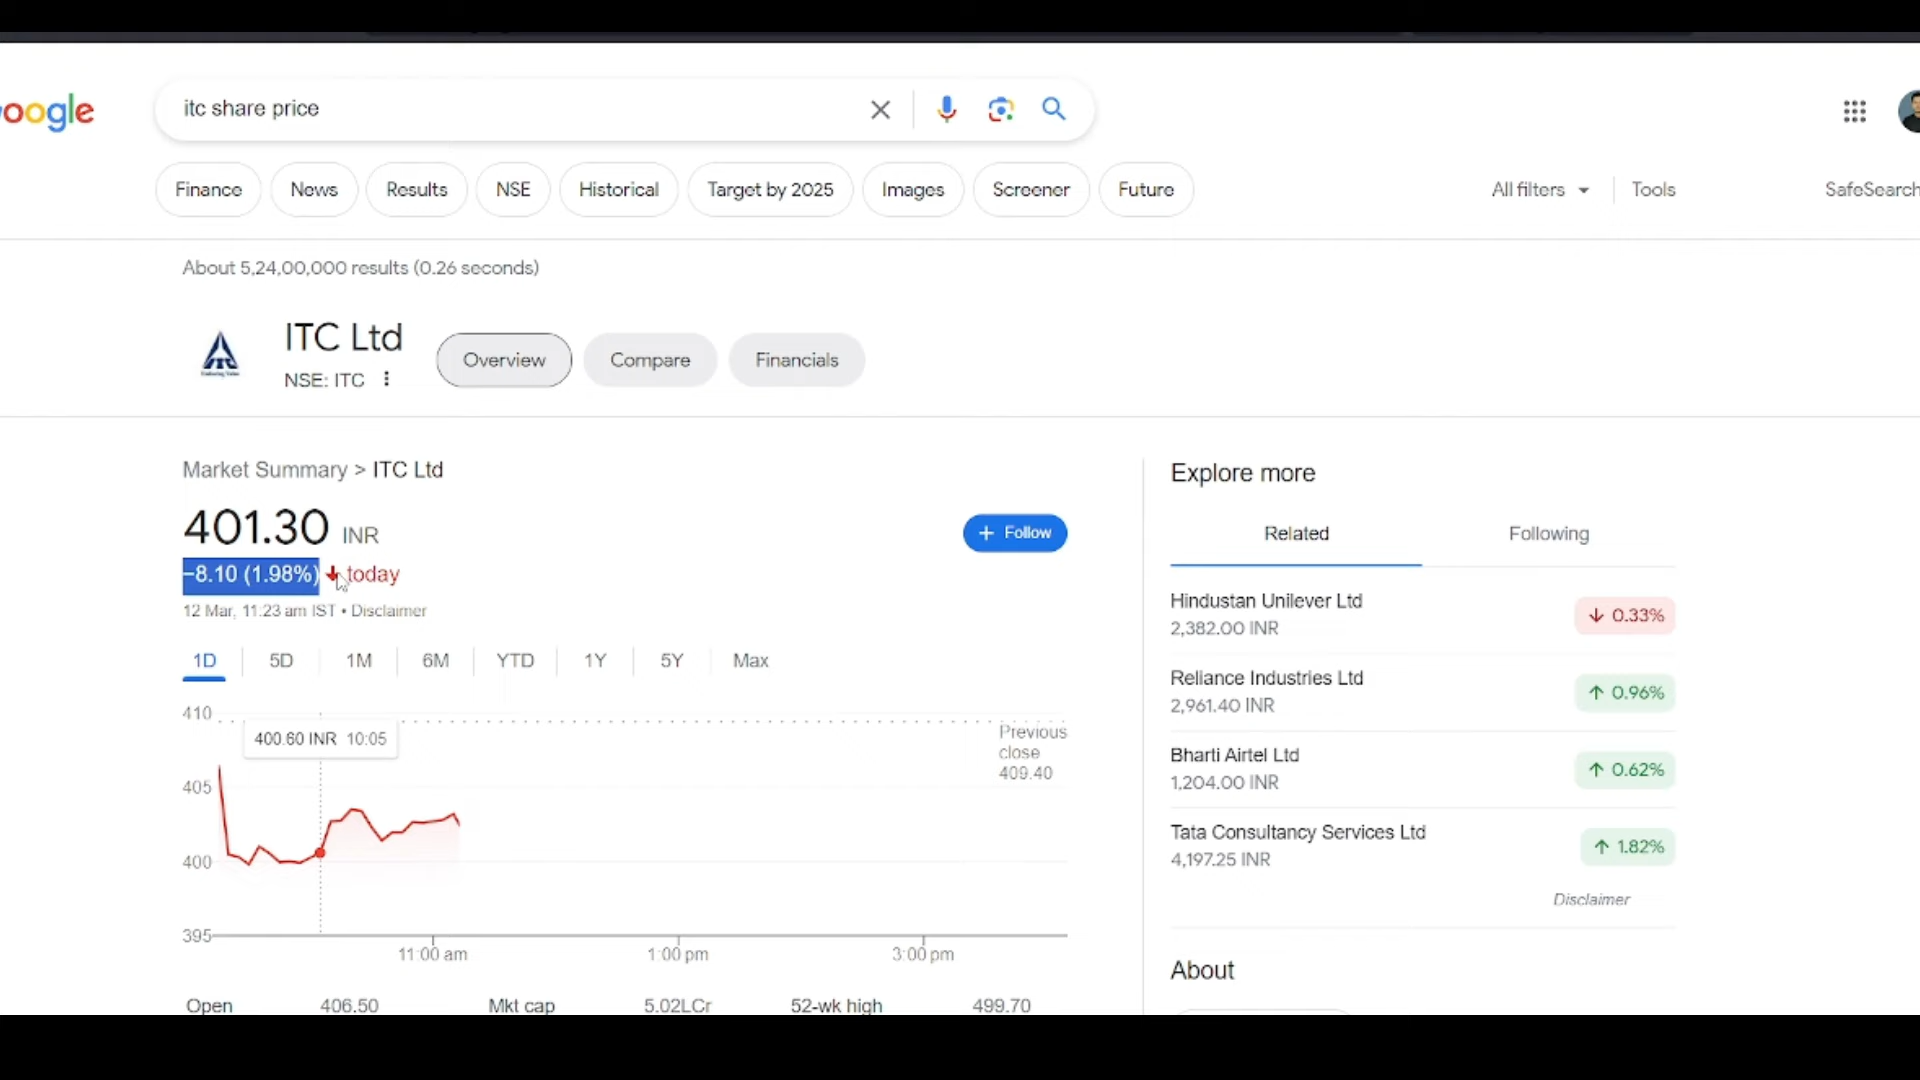 oogle
itc share price
Finance
News
Results
NSE
Historical
Target by 2025
Images
Screener
Future
All filters
Tools
SafeSearch
About 5,24,00,000 results (0.26 seconds)
ITC Ltd
NSE: ITC
Overview
Compare
Financials
Market Summary > ITC Ltd
401.30 INR
−8.10 (1.98%) today
12 Mar, 11.23 am IST • Disclaimer
Follow
1D
5D
1M
6M
YTD
1Y
5Y
Max
410
400.60 INR 10:05
Previous
close
409.40
405
400
395
11:00 am
1:00 pm
3:00 pm
Open 406.50
Mkt cap 5.02LCr
52-wk high 499.70
Explore more
Related
Following
Hindustan Unilever Ltd
2,382.00 INR
0.33%
Reliance Industries Ltd
2,961.40 INR
0.96%
Bharti Airtel Ltd
1,204.00 INR
0.62%
Tata Consultancy Services Ltd
4,197.25 INR
1.82%
Disclaimer
About